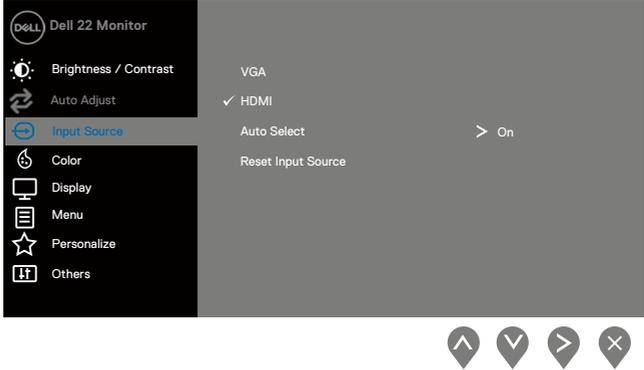 DELL Dell 22 Monitor
Brightness / Contrast
Auto Adjust
Input Source
Color
Display
Menu
Personalize
Others
VGA
HDMI
Auto Select On
Reset Input Source